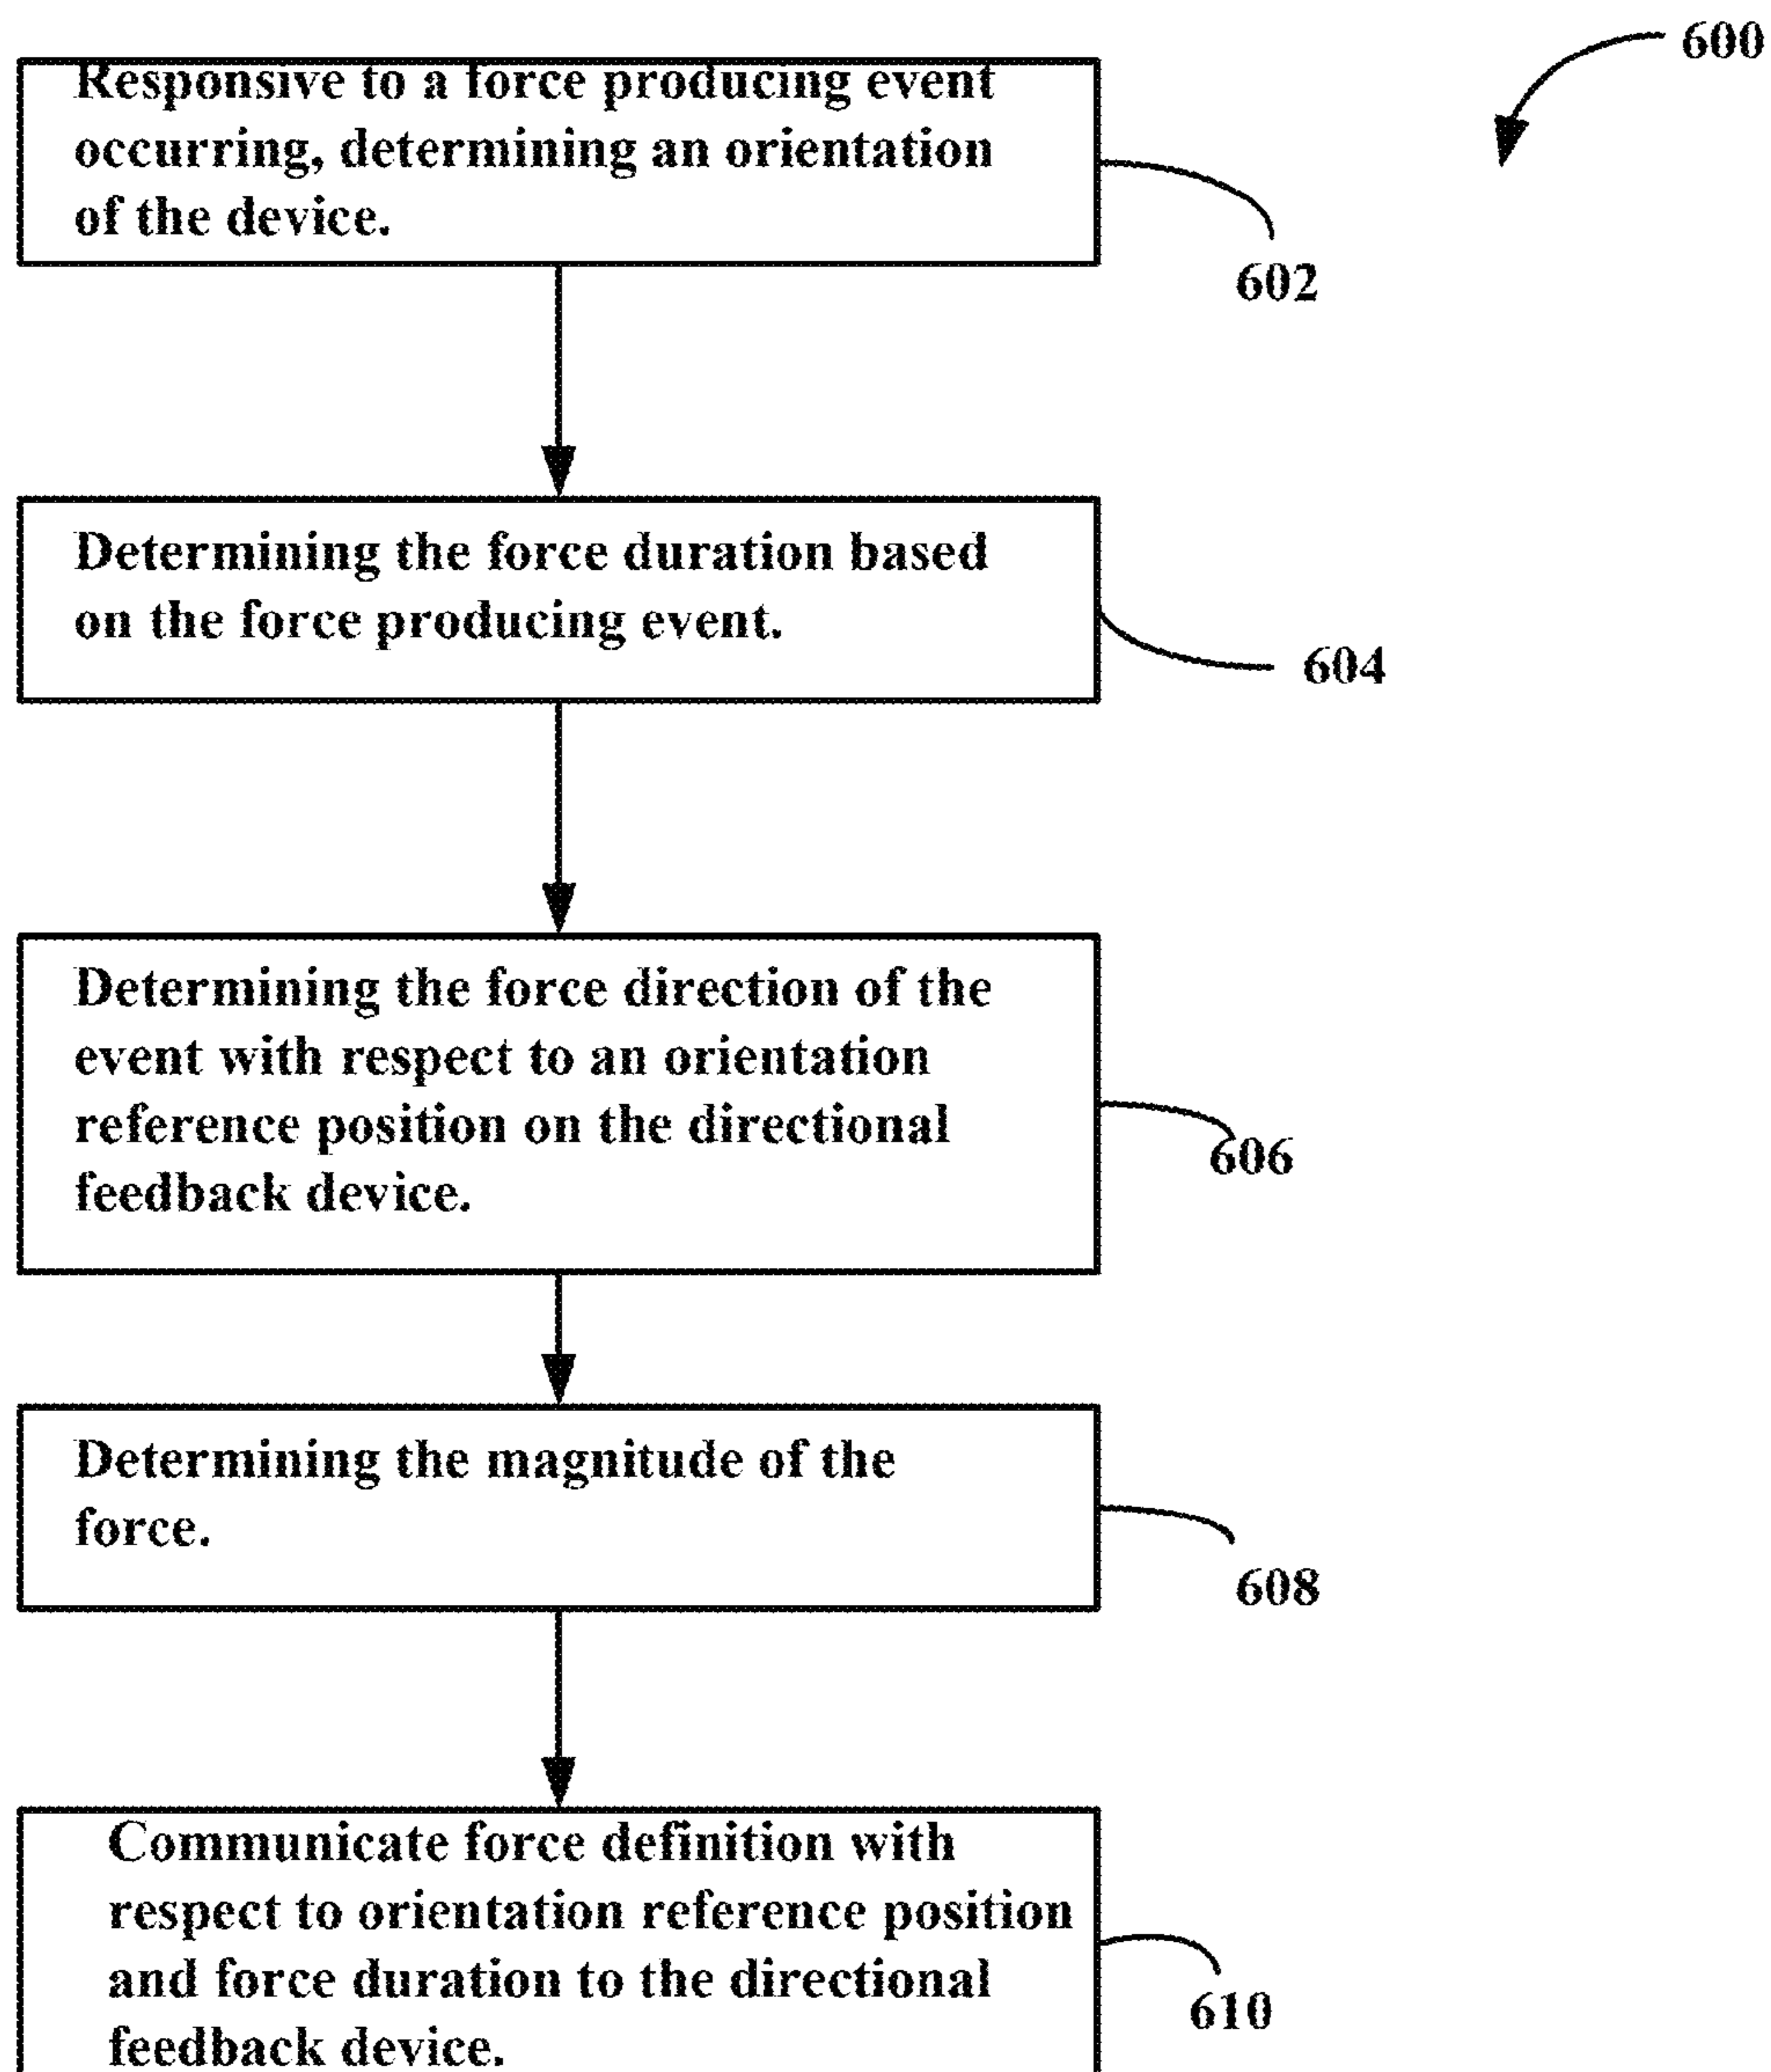 600
Responsive to a force producing event
occurring, determining an orientation
of the device.
602
Determining the force duration based
on the force producing event.
604
Determining the force direction of the
event with respect to an orientation
reference position on the directional
feedback device.
606
Determining the magnitude of the
force.
608
Communicate force definition with
respect to orientation reference position
and force duration to the directional
feedback device.
610